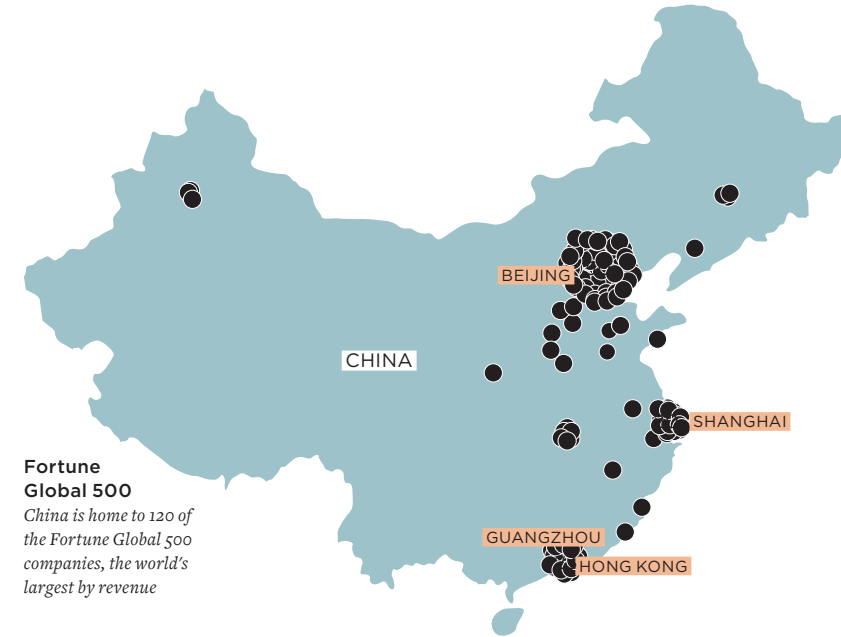 BEIJING
CHINA
SHANGHAI
Fortune
Global 500
China is home to 120 of
the Fortune Global 500
companies, the world's
largest by revenue
GUANGZHOU
HONG KONG